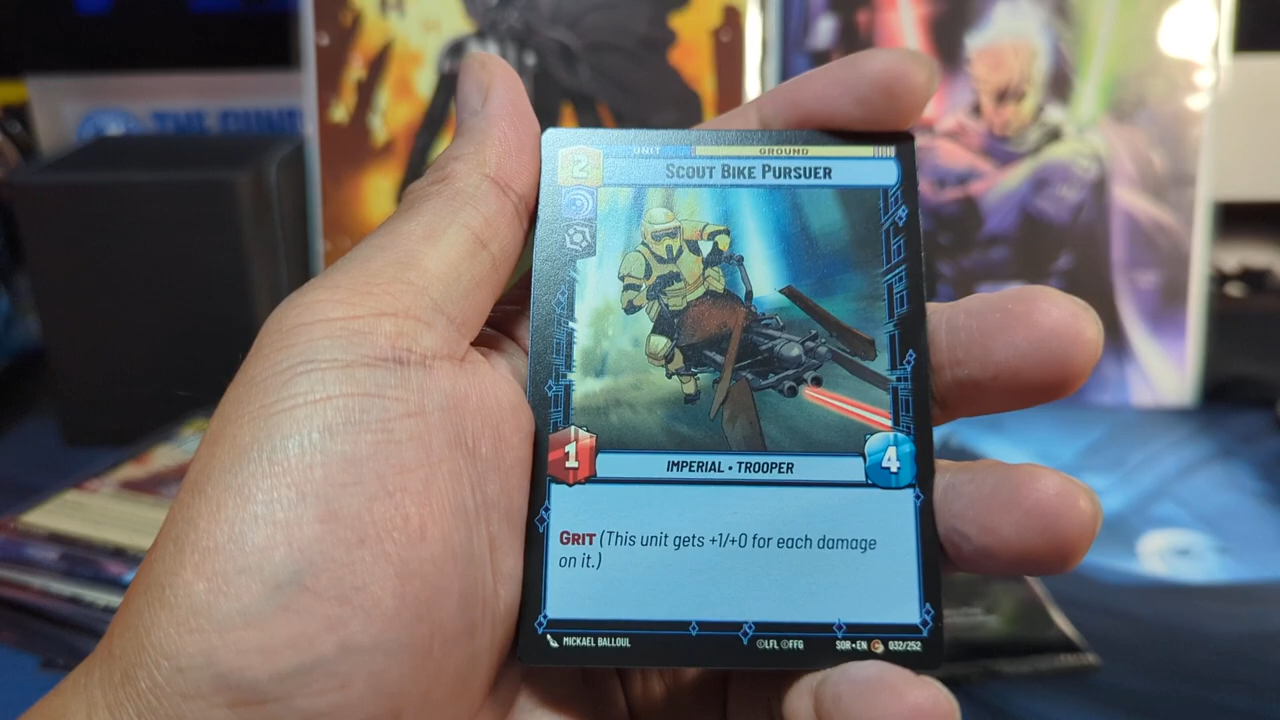 UNIT
GROUND
2
SCOUT BIKE PURSUER
1
IMPERIAL • TROOPER
4
GRIT (This unit gets +1/+0 for each damage
on it.)
MICKAEL BALLOUL
©LFL ©FFG
SOR•EN C 032/252